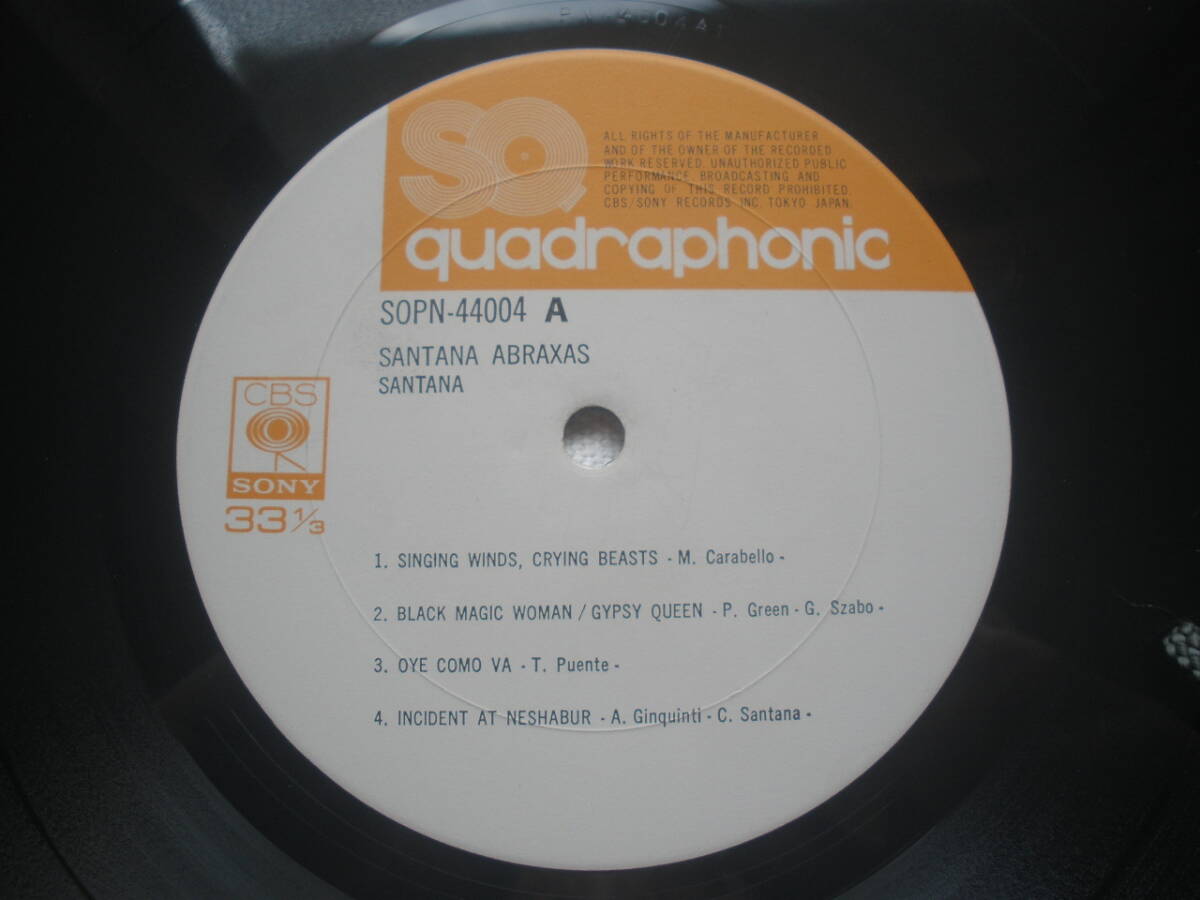 SQ
ALL RIGHTS OF THE MANUFACTURER
AND OF THE OWNER OF THE RECORDED
WORK RESERVED. UNAUTHORIZED PUBLIC
PERFORMANCE, BROADCASTING AND
COPYING OF THIS RECORD PROHIBITED.
CBS/SONY RECORDS INC. TOKYO JAPAN.
quadraphonic
SOPN-44004 A
SANTANA ABRAXAS
SANTANA
CBS
SONY
33 1/3
1. SINGING WINDS, CRYING BEASTS - M. Carabello -
2. BLACK MAGIC WOMAN / GYPSY QUEEN - P. Green - G. Szabo -
3. OYE COMO VA - T. Puente -
4. INCIDENT AT NESHABUR - A. Ginquinti - C. Santana -